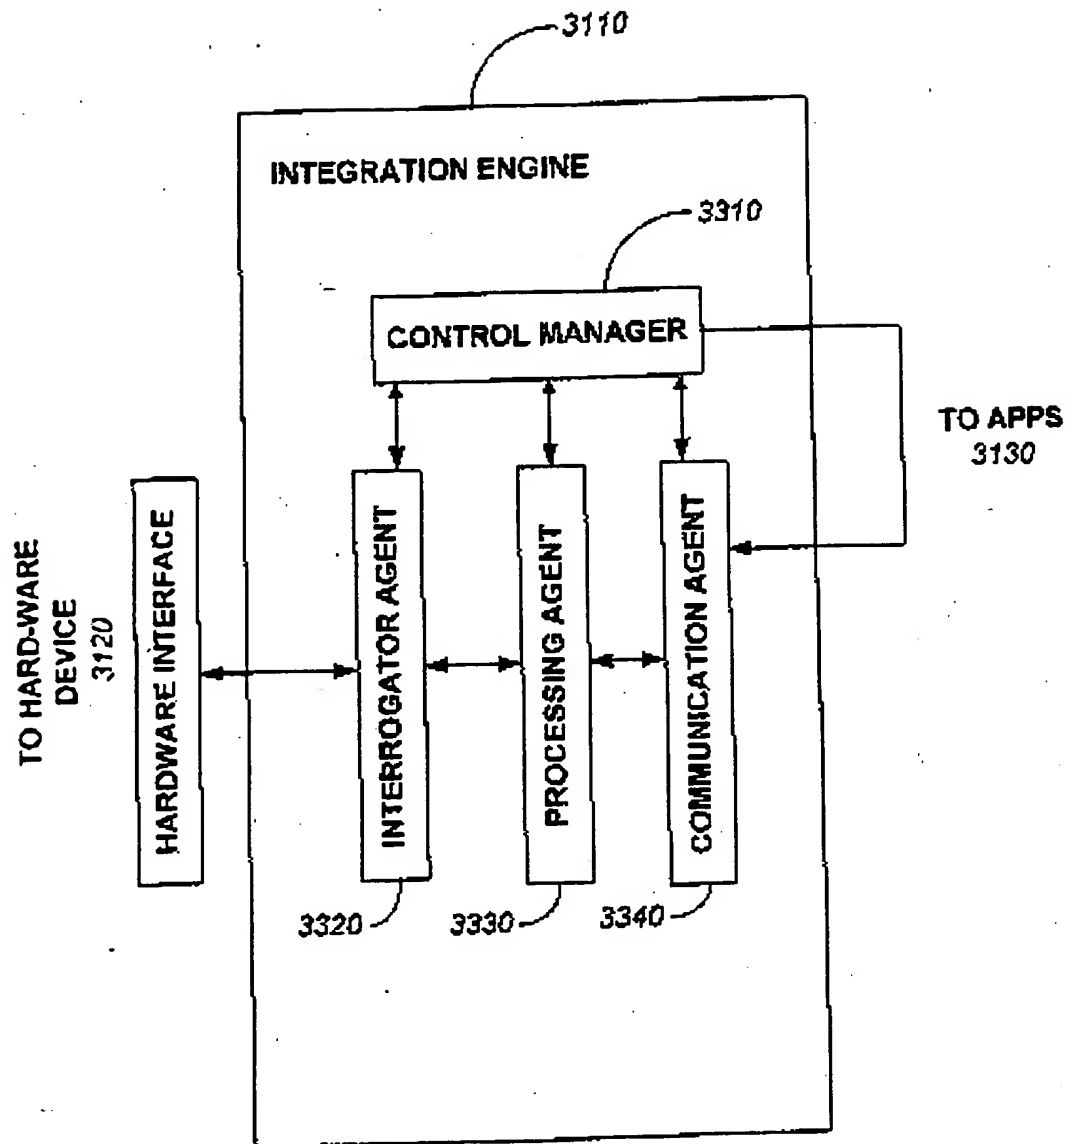 3110
INTEGRATION ENGINE
3310
CONTROL MANAGER
TO APPS
3130
TO HARD-WARE
DEVICE
3120
HARDWARE INTERFACE
INTERROGATOR AGENT
PROCESSING AGENT
COMMUNICATION AGENT
3320
3330
3340